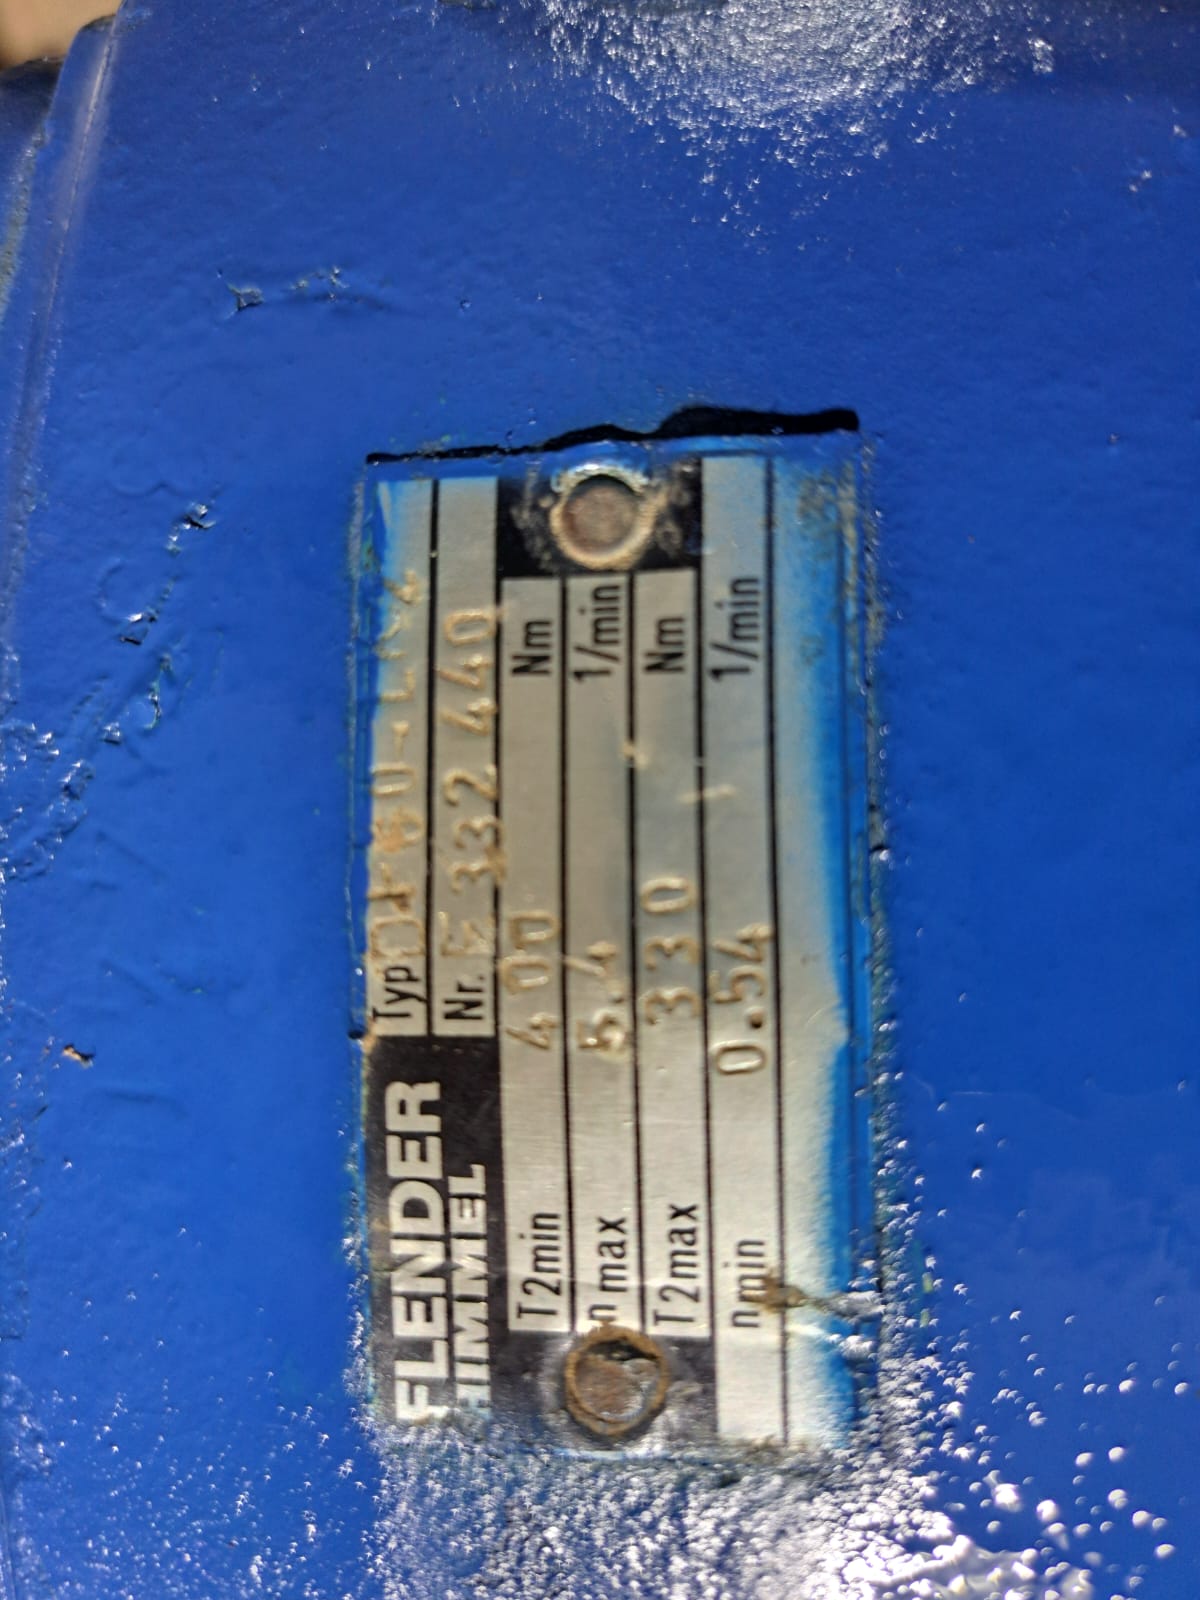 FLENDER Typ
HIMMEL Nr. E 332 440
T2min 400 Nm
n max 5.4 1/min
T2max 330 Nm
nmin 0.54 1/min